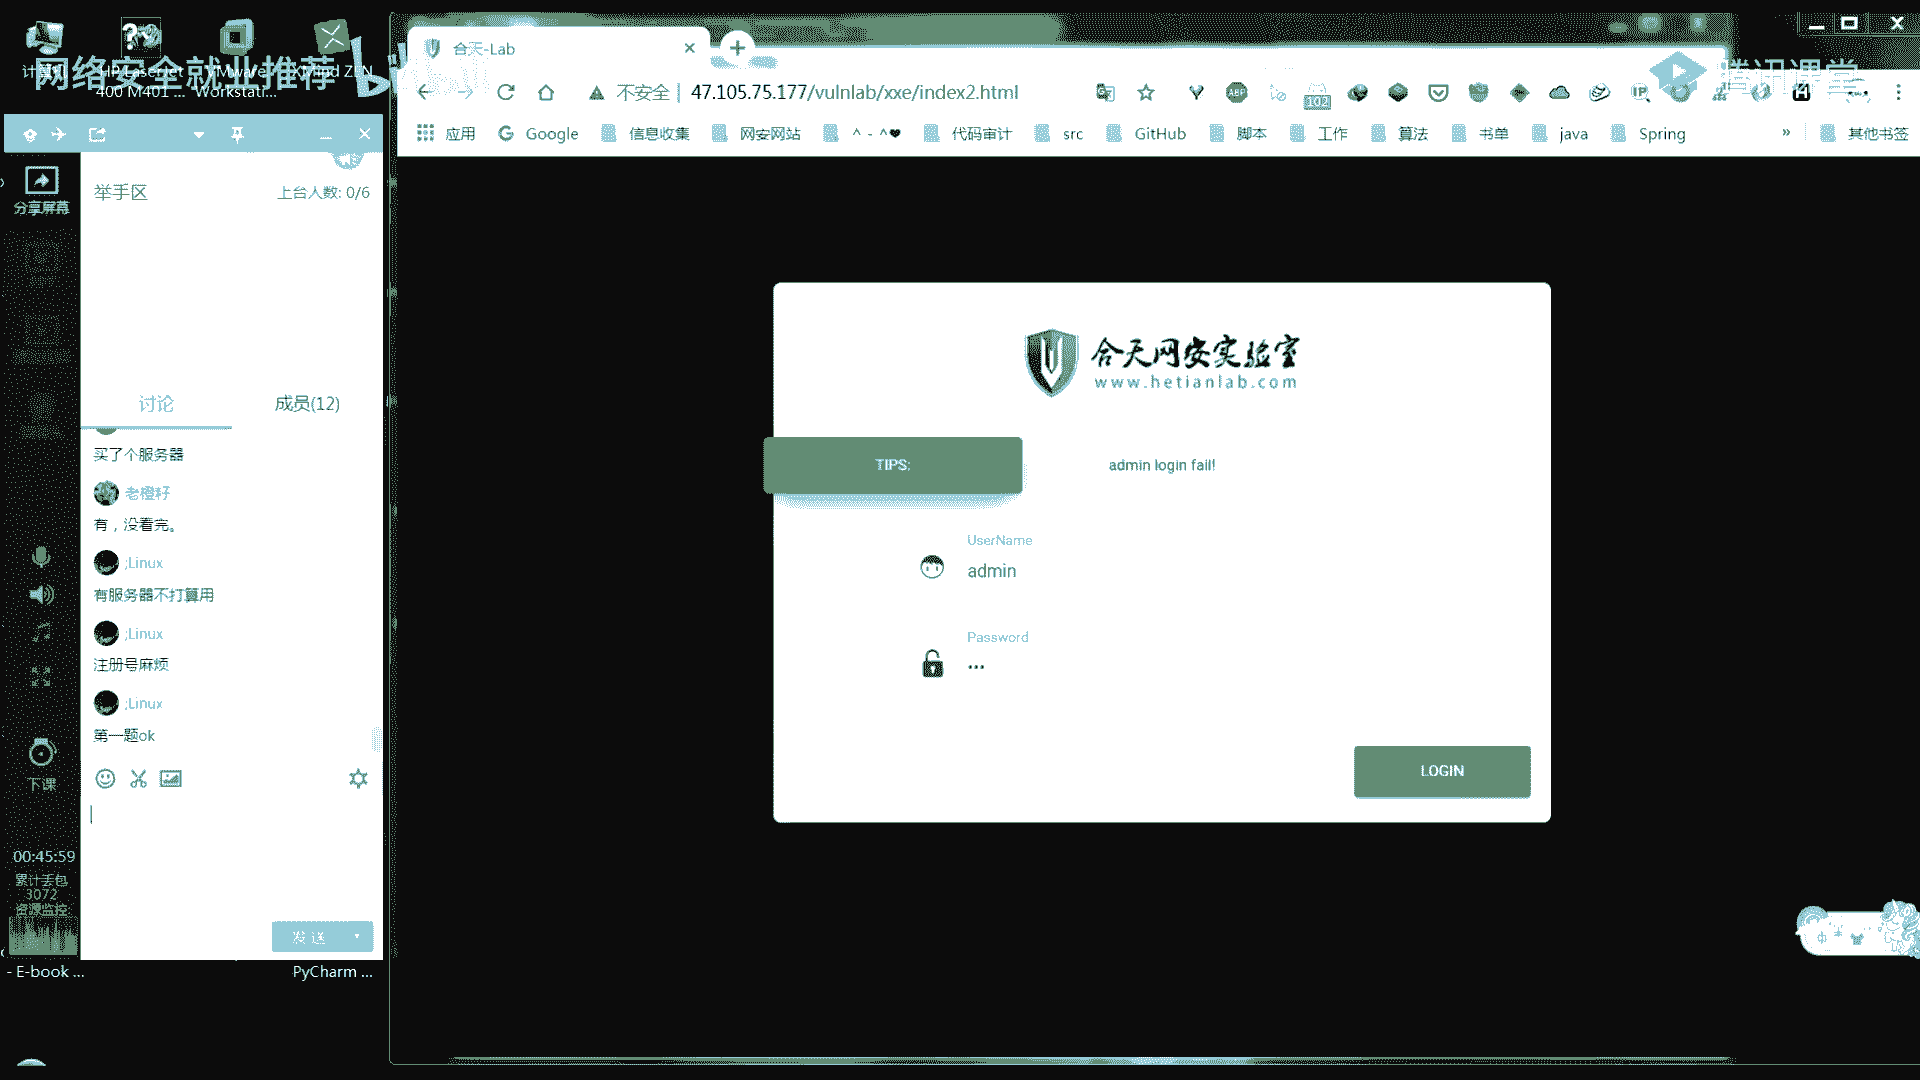 网络安全就业推荐
腾讯课堂
400 M401 ...
Workstati...
合天-Lab
不安全
47.105.75.177/vulnlab/xxe/index2.html
ABP
102
应用
Google
信息收集
网安网站
^ - ^❤
代码审计
src
GitHub
脚本
工作
算法
书单
java
Spring
»
其他书签
分享屏幕
举手区
上台人数: 0/6
讨论
成员(12)
买了个服务器
老橙籽
有，没看完。
;Linux
有服务器不打算用
;Linux
注册号麻烦
;Linux
第一题ok
下课
00:45:59
累计丢包
3072
资源监控
发送
- E-book ...
PyCharm ...
合天网安实验室
www.hetianlab.com
TIPS:
admin login fail!
UserName
admin
Password
•••
LOGIN
中